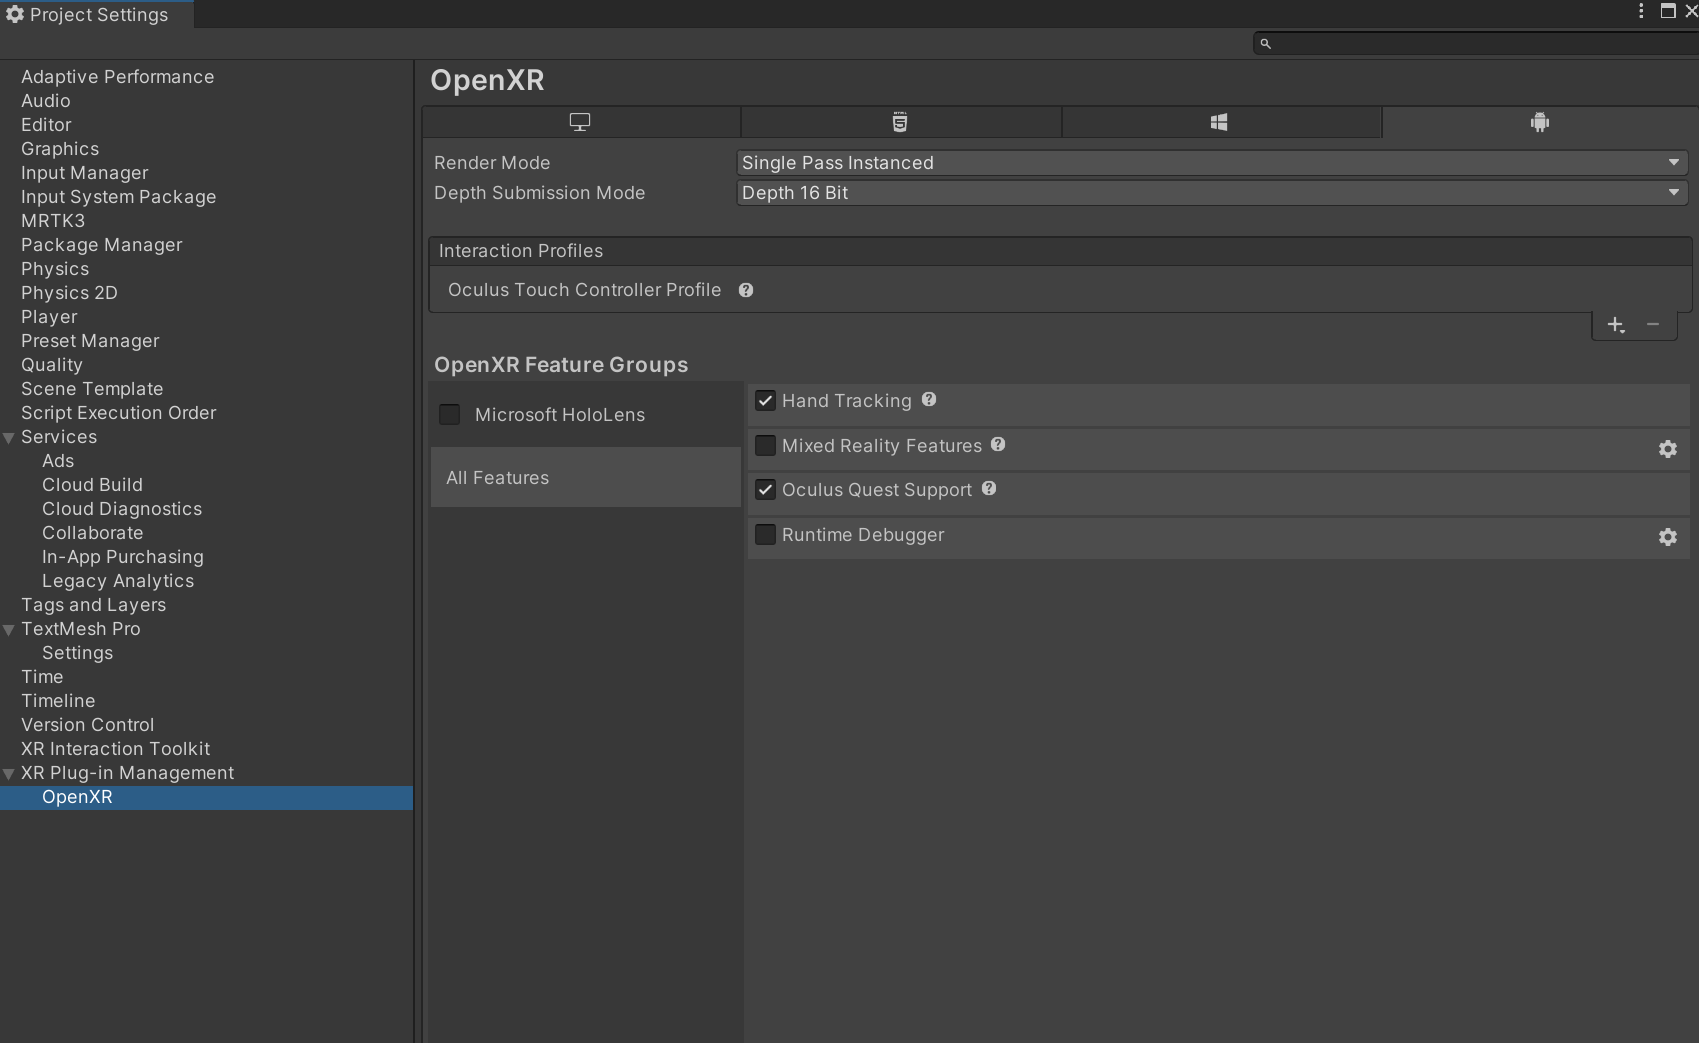 Project Settings
Adaptive Performance
Audio
Editor
Graphics
Input Manager
Input System Package
MRTK3
Package Manager
Physics
Physics 2D
Player
Preset Manager
Quality
Scene Template
Script Execution Order
Services
Ads
Cloud Build
Cloud Diagnostics
Collaborate
In-App Purchasing
Legacy Analytics
Tags and Layers
TextMesh Pro
Settings
Time
Timeline
Version Control
XR Interaction Toolkit
XR Plug-in Management
OpenXR
OpenXR
Render Mode Single Pass Instanced
Depth Submission Mode Depth 16 Bit
Interaction Profiles
Oculus Touch Controller Profile
OpenXR Feature Groups
Microsoft HoloLens
All Features
Hand Tracking
Mixed Reality Features
Oculus Quest Support
Runtime Debugger